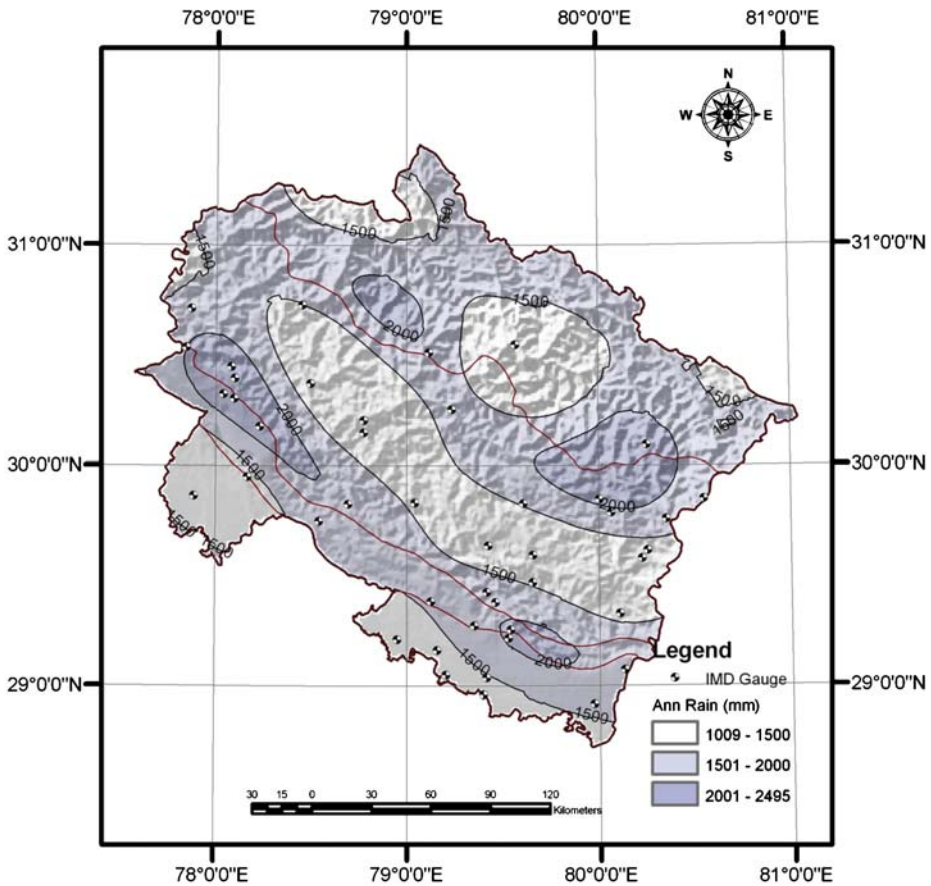 78°0'0"E 79°0'0"E 80°0'0"E 81°0'0"E
N
W E
S
31°0'0"N 31°0'0"N
1500
1500
1500
1500
2000
1500
1500
2000
1500
30°0'0"N 30°0'0"N
1500
2000
1500
1500
1500
2000
1500
1500
29°0'0"N 29°0'0"N
Legend
IMD Gauge
Ann Rain (mm)
1009 - 1500
1501 - 2000
2001 - 2495
30 15 0 30 60 90 120
Kilometers
78°0'0"E 79°0'0"E 80°0'0"E 81°0'0"E